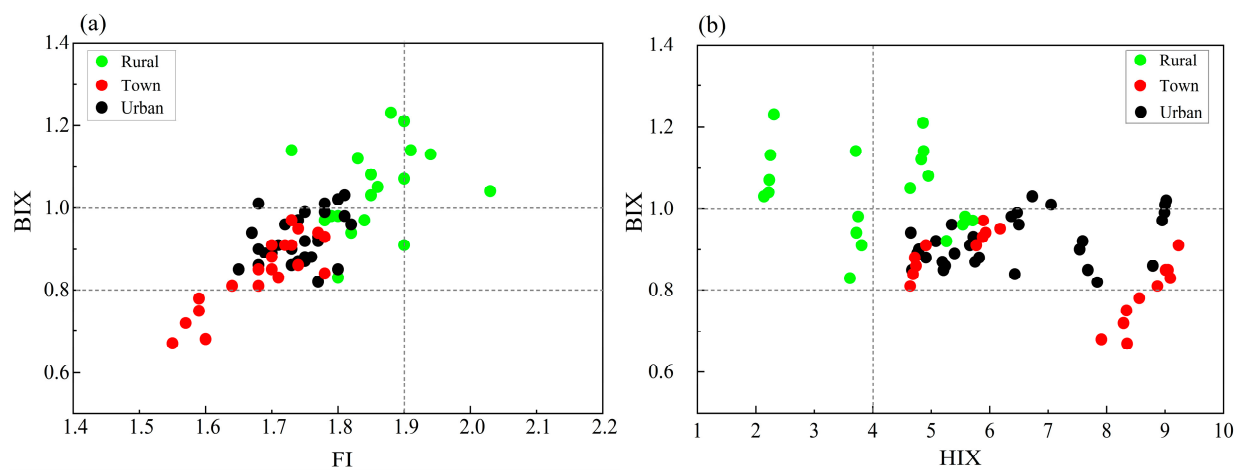 (a)
BIX
1.4
1.2
1.0
0.8
0.6
Rural
Town
Urban
1.4 1.5 1.6 1.7 1.8 1.9 2.0 2.1 2.2
FI
(b)
BIX
1.4
1.2
1.0
0.8
0.6
Rural
Town
Urban
1 2 3 4 5 6 7 8 9 10
HIX